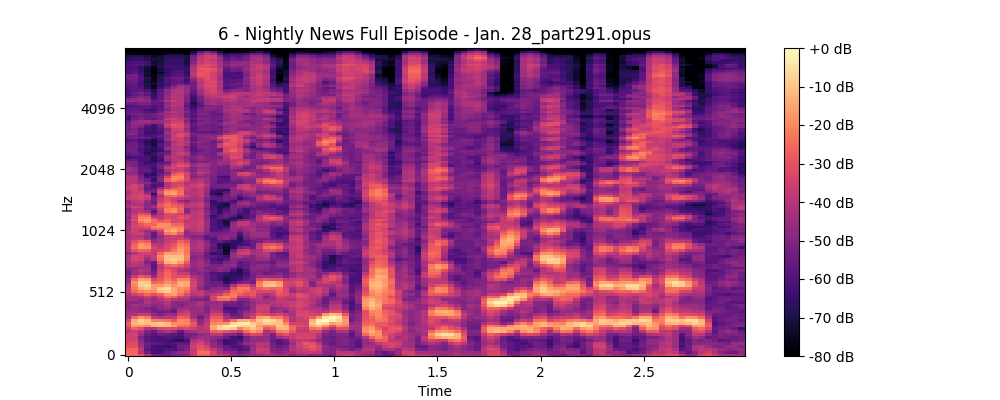 6 - Nightly News Full Episode - Jan. 28_part291.opus
Hz
4096
2048
1024
512
0
0
0.5
1
1.5
2
2.5
Time
+0 dB
-10 dB
-20 dB
-30 dB
-40 dB
-50 dB
-60 dB
-70 dB
-80 dB